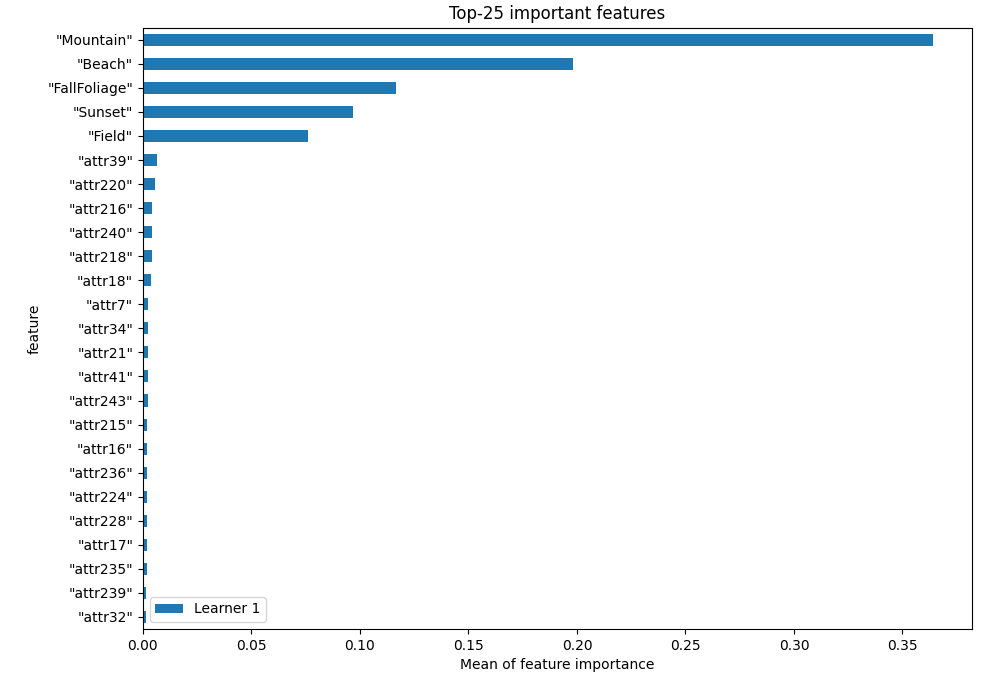 Top-25 important features
"Mountain"
"Beach"
"FallFoliage"
"Sunset"
"Field"
"attr39"
"attr220"
"attr216"
"attr240"
"attr218"
"attr18"
"attr7"
"attr34"
"attr21"
"attr41"
"attr243"
"attr215"
"attr16"
"attr236"
"attr224"
"attr228"
"attr17"
"attr235"
"attr239"
"attr32"
feature
Learner 1
0.00 0.05 0.10 0.15 0.20 0.25 0.30 0.35
Mean of feature importance